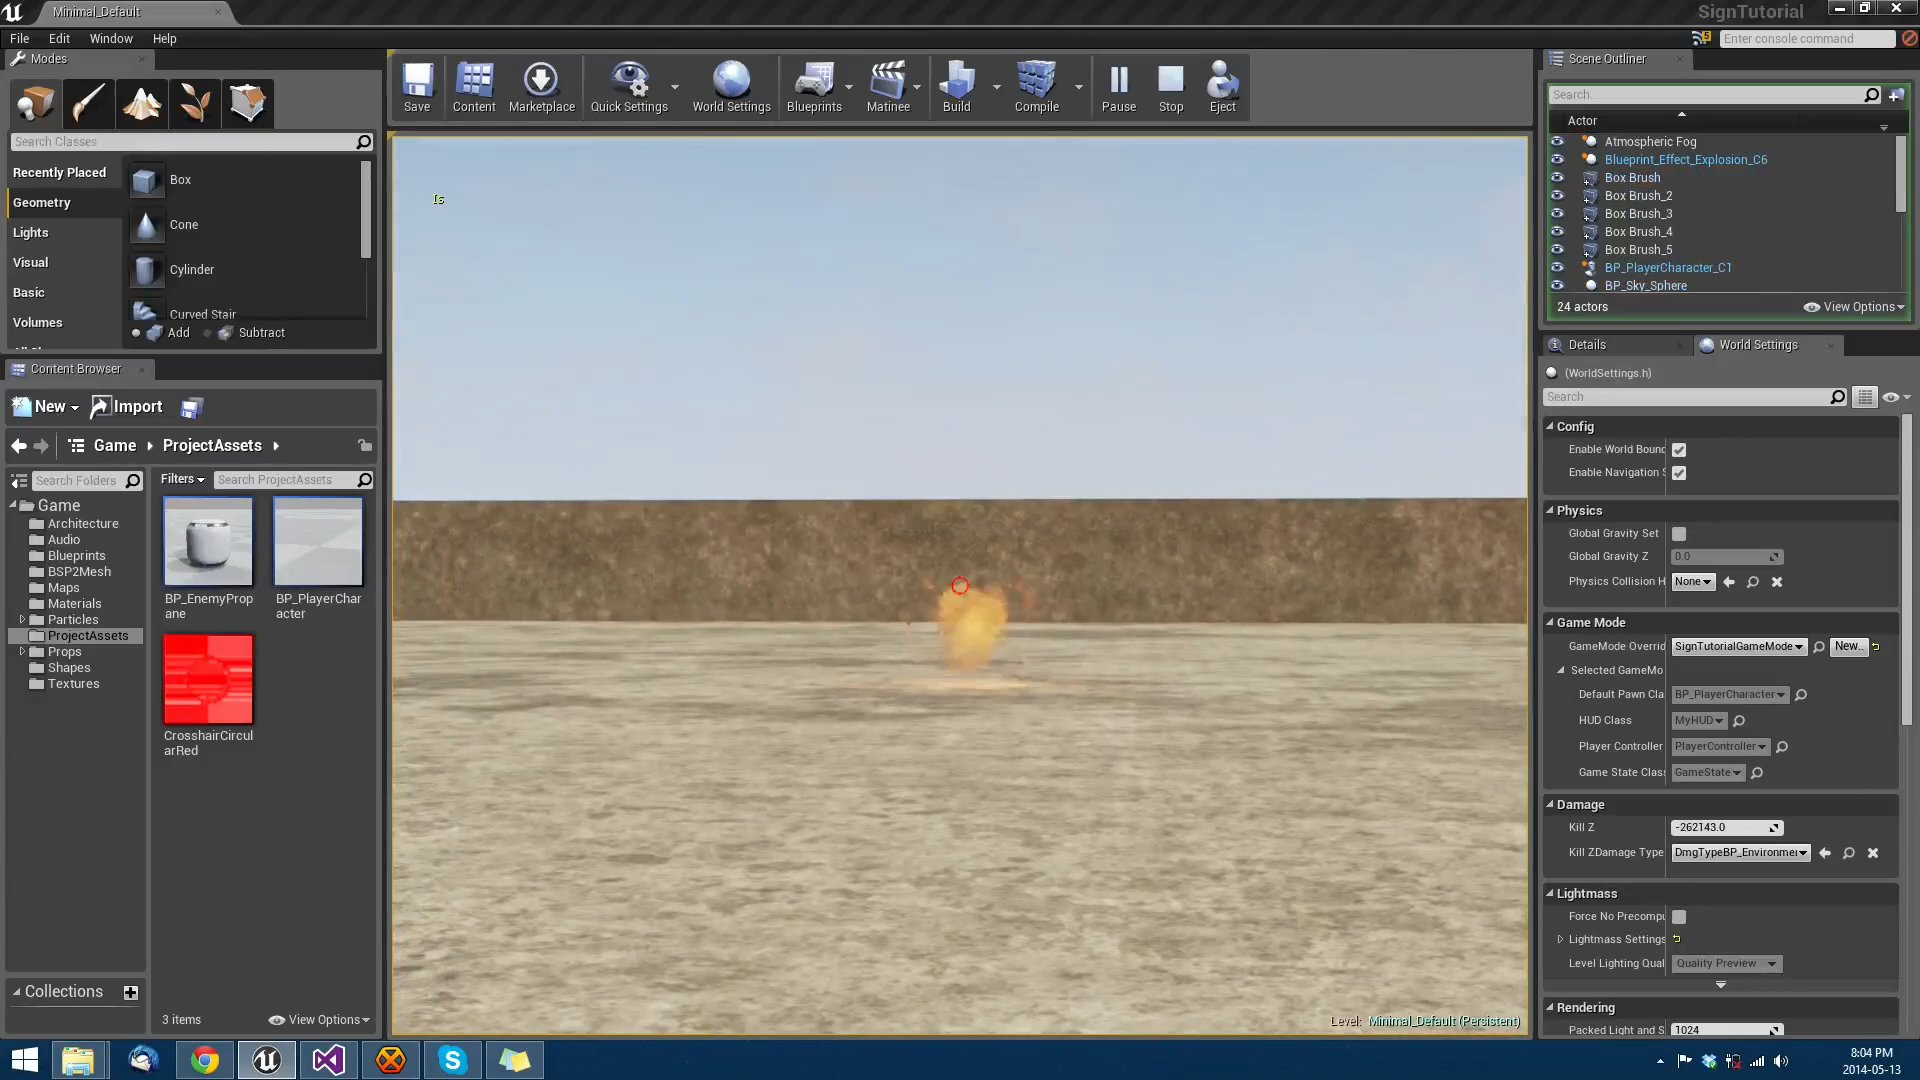 Minimal_Default
SignTutorial
File Edit Window Help
5
Enter console command
Modes
Search Classes
Recently Placed
Geometry
Lights
Visual
Basic
Volumes
Box
Cone
Cylinder
Curved Stair
Add
Subtract
Save
Content
Marketplace
Quick Settings
World Settings
Blueprints
Matinee
Build
Compile
Pause
Stop
Eject
Is
Level: Minimal_Default (Persistent)
Content Browser
New
Import
Game
ProjectAssets
Search Folders
Filters
Search ProjectAssets
Game
Architecture
Audio
Blueprints
BSP2Mesh
Maps
Materials
Particles
ProjectAssets
Props
Shapes
Textures
BP_EnemyProp
ane
BP_PlayerChar
acter
CrosshairCircul
arRed
Collections
3 items
View Options
Scene Outliner
Search
Actor
Atmospheric Fog
Blueprint_Effect_Explosion_C6
Box Brush
Box Brush_2
Box Brush_3
Box Brush_4
Box Brush_5
BP_PlayerCharacter_C1
BP_Sky_Sphere
24 actors
View Options
Details
World Settings
(WorldSettings.h)
Search
Config
Enable World Bounc
Enable Navigation S
Physics
Global Gravity Set
Global Gravity Z
0.0
Physics Collision H
None
Game Mode
GameMode Overrid
SignTutorialGameMode
New..
Selected GameMo
Default Pawn Cla
BP_PlayerCharacter
HUD Class
MyHUD
Player Controller
PlayerController
Game State Class
GameState
Damage
Kill Z
-262143.0
Kill ZDamage Type
DmgTypeBP_Environmen
Lightmass
Force No Precompu
Lightmass Settings
Level Lighting Qual
Quality Preview
Rendering
Packed Light and S
1024
8:04 PM
2014-05-13